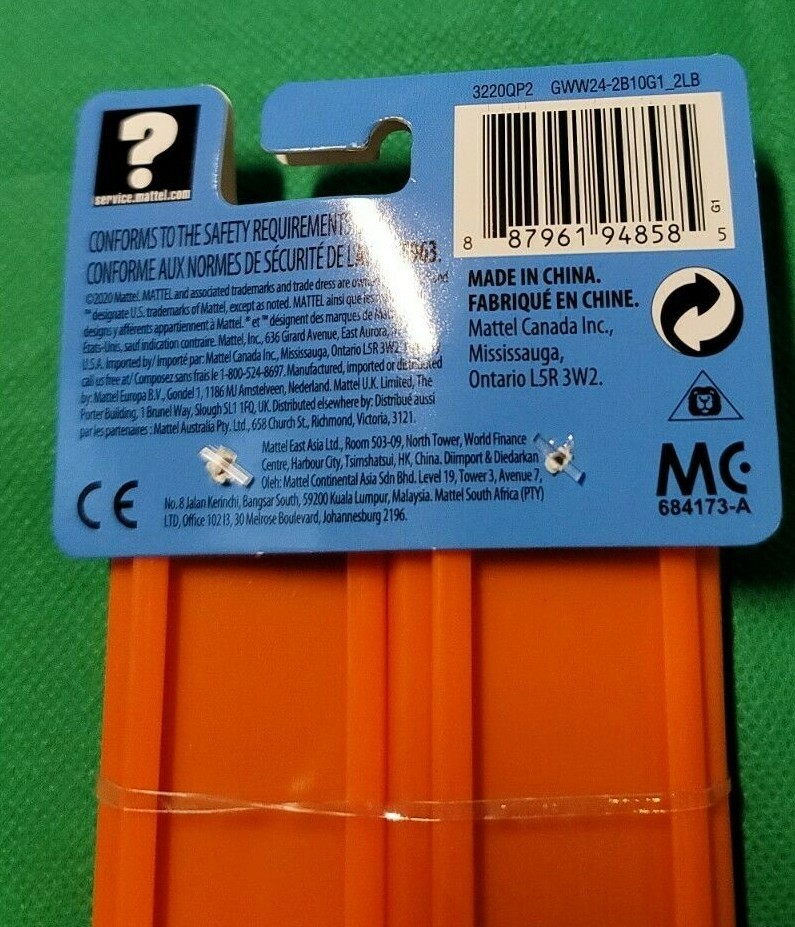 3220QP2 GWW24-2B10G1_2LB
?
service.mattel.com
8 87961 94858 5
G1
CONFORMS TO THE SAFETY REQUIREMENTS
CONFORME AUX NORMES DE SÉCURITÉ DE 963.
©2020 Mattel. MATTEL and associated trademarks and trade dress are
™ designate U.S. trademarks of Mattel, except as noted. MATTEL ainsi que
designs y afférents appartiennent à Mattel. ® et ™ désignent des marques de
États-Unis, sauf indication contraire. Mattel, Inc., 636 Girard Avenue, East Aurora,
U.S.A. Imported by/ Importé par: Mattel Canada Inc., Mississauga, Ontario L5R 3W2.
call us free at/ Composez sans frais le 1-800-524-8697. Manufactured, imported or distributed
by: Mattel Europa B.V., Gondel 1, 1186 MJ Amstelveen, Nederland. Mattel U.K. Limited, The
Porter Building, 1 Brunel Way, Slough SL1 1FQ, UK. Distributed elsewhere by: Distribué aussi
par les partenaires : Mattel Australia Pty. Ltd., 658 Church St., Richmond, Victoria, 3121.
Mattel East Asia Ltd., Room 503-09, North Tower, World Finance
Centre, Harbour City, Tsimshatsui, HK, China. Diimport & Diedarkan
Oleh: Mattel Continental Asia Sdn Bhd. Level 19, Tower 3, Avenue 7,
No. 8 Jalan Kerinchi, Bangsar South, 59200 Kuala Lumpur, Malaysia. Mattel South Africa (PTY)
LTD, Office 102 I3, 30 Melrose Boulevard, Johannesburg 2196.
CE
MADE IN CHINA.
FABRIQUÉ EN CHINE.
Mattel Canada Inc.,
Mississauga,
Ontario L5R 3W2.
MC
684173-A